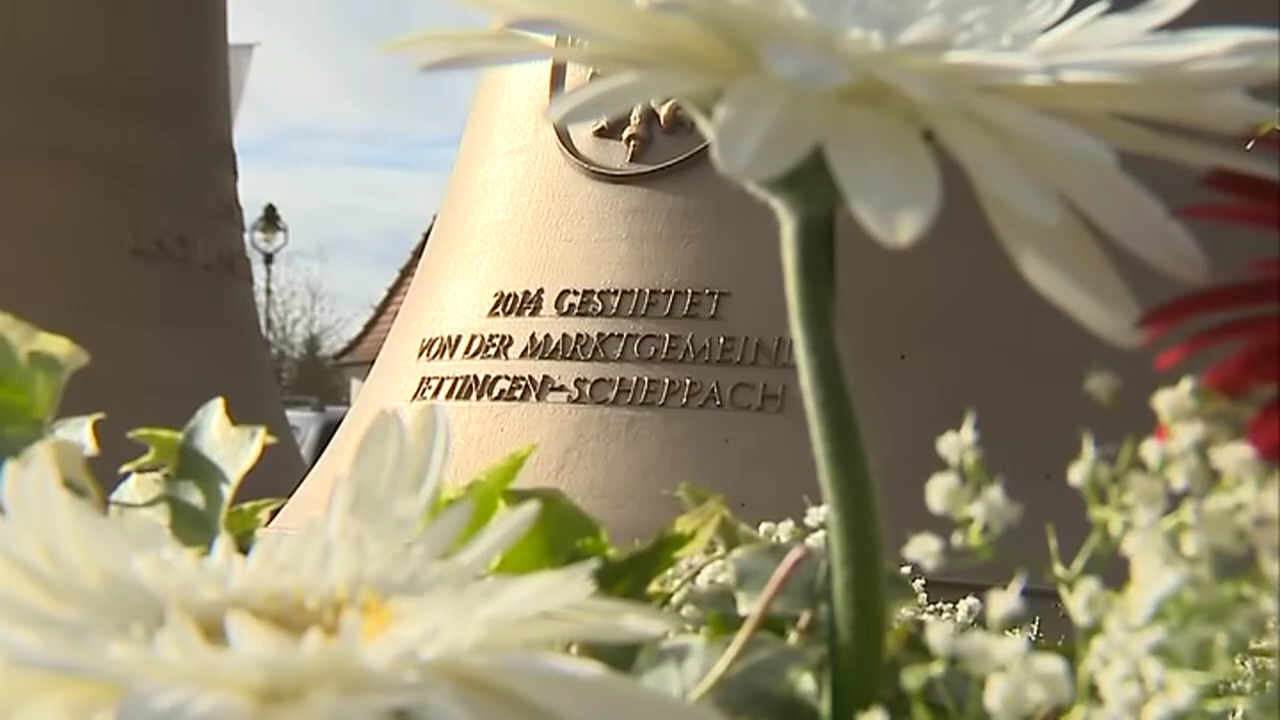 2014 GESTIFTET
VON DER MARKTGEMEIN
JETTINGEN-SCHEPPACH